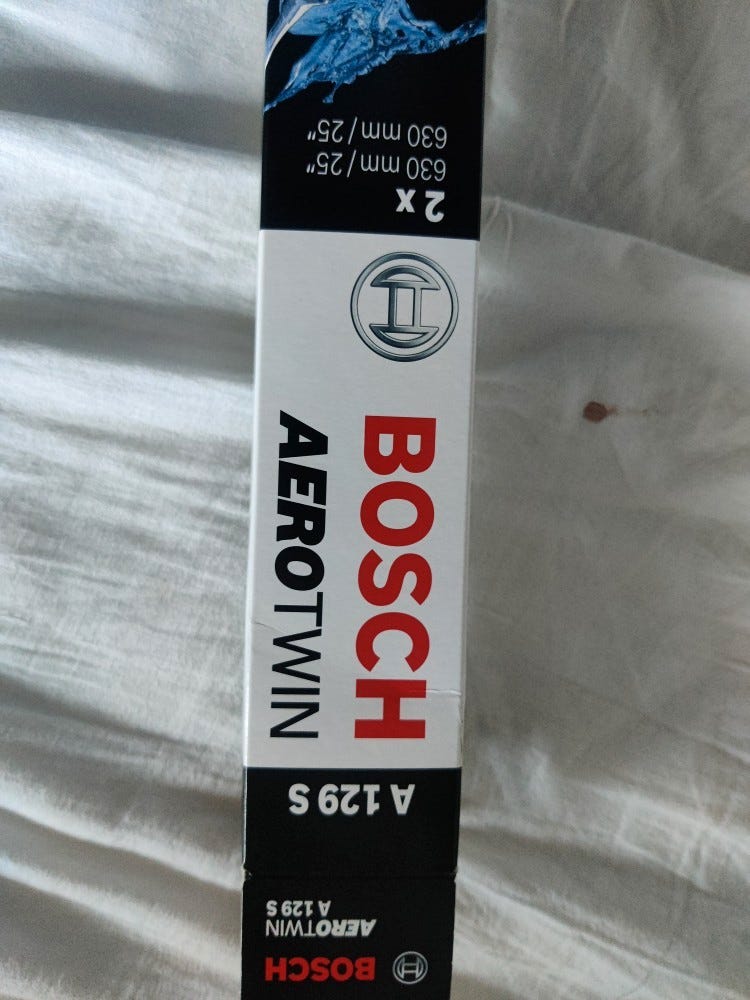 2 x
630 mm / 25"
630 mm / 25"
BOSCH
AEROTWIN
A 129 S
BOSCH
AEROTWIN
A 129 S